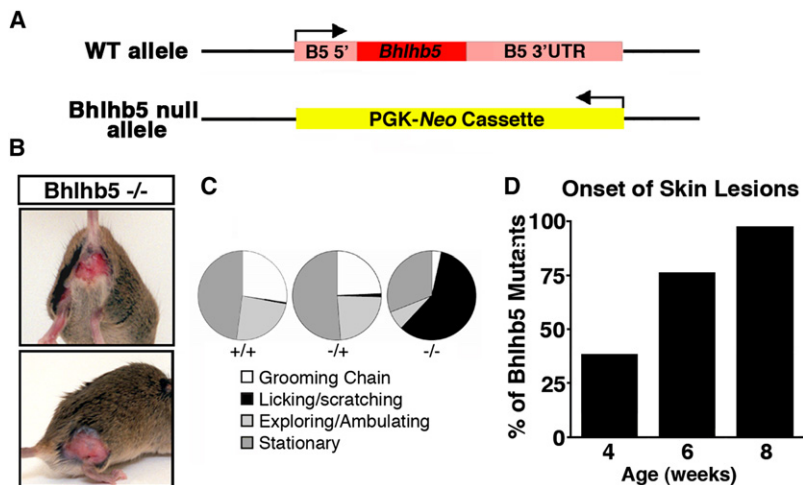 A
WT allele
B5 5' Bhlhb5 B5 3'UTR
Bhlhb5 null
allele
PGK-Neo Cassette
B
Bhlhb5 -/-
C
+/+ -/+ -/-
Grooming Chain
Licking/scratching
Exploring/Ambulating
Stationary
D Onset of Skin Lesions
% of Bhlhb5 Mutants
100
75
50
25
0
4 6 8
Age (weeks)